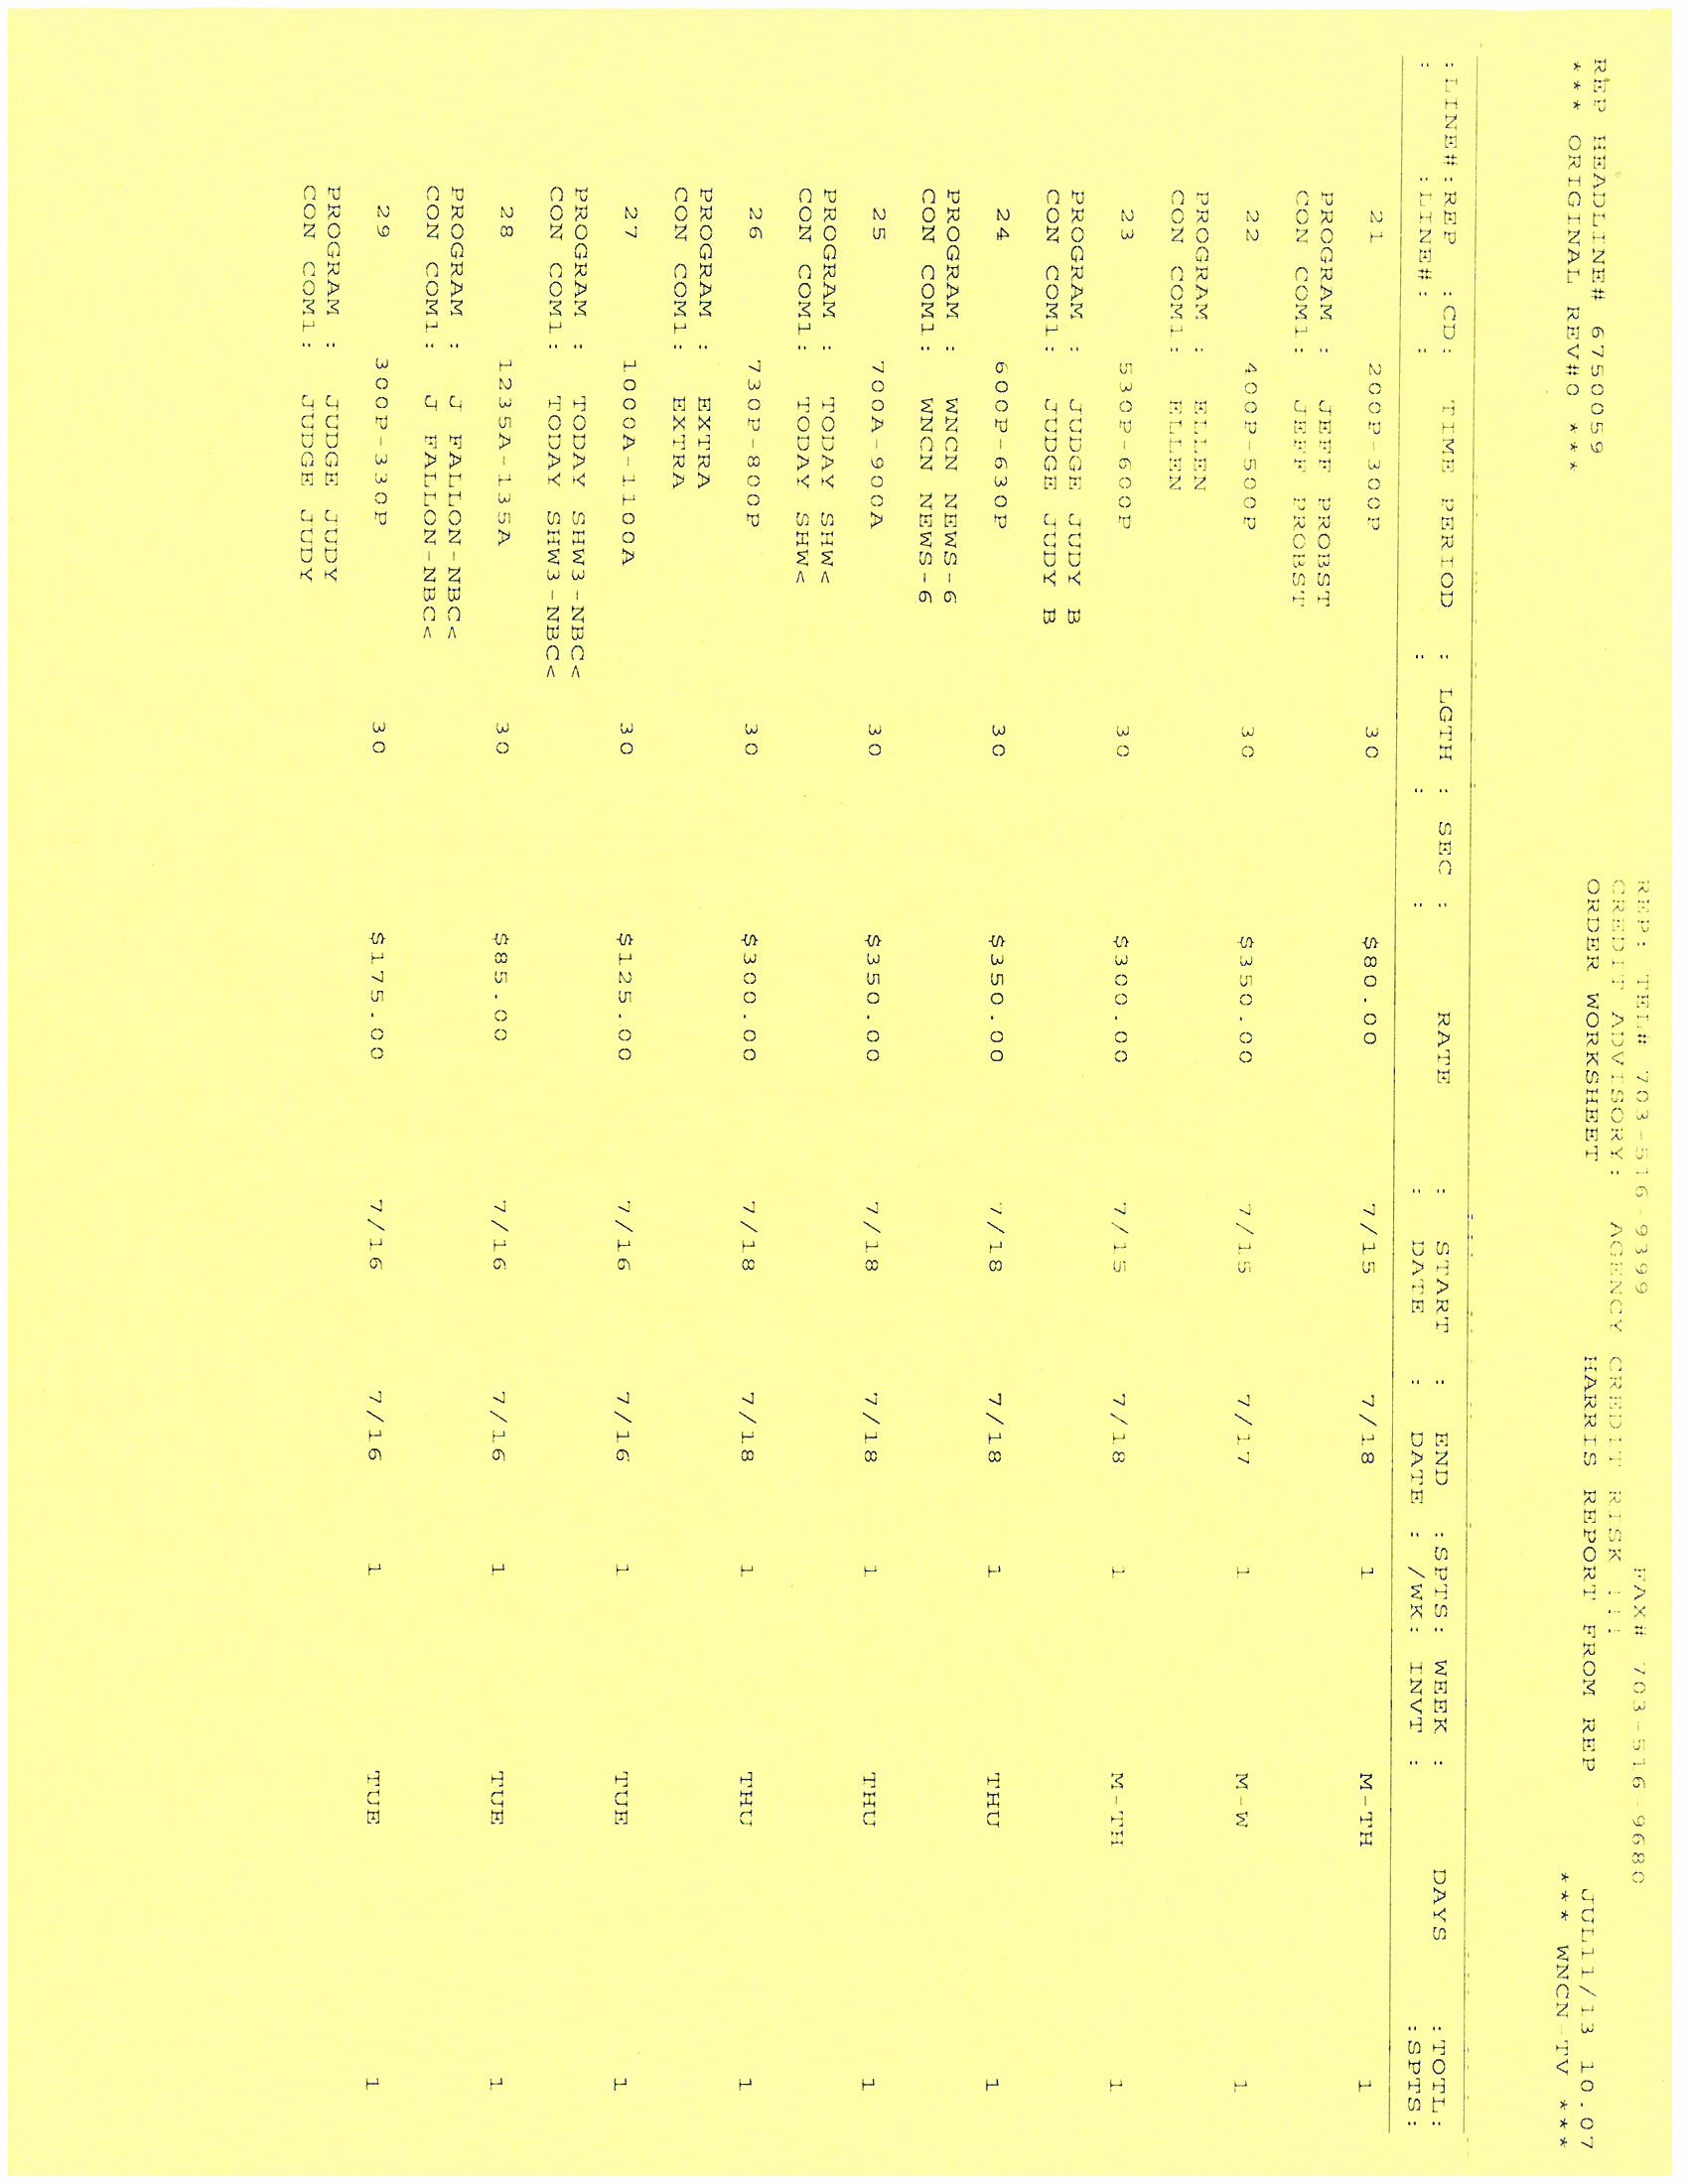 REP: TEL# 703-516-9399 FAX# 703-516-9680
CREDIT ADVISORY: AGENCY CREDIT RISK !!!
ORDER WORKSHEET HARRIS REPORT FROM REP JUL11/13 10.07
REP HEADLINE# 6750059 *** WNCN-TV ***
*** ORIGINAL REV#0 ***
:LINE#:REP :CD: TIME PERIOD : LGTH : SEC : RATE : START : END :SPTS: WEEK : DAYS :TOTL:
: :LINE#: : : : : DATE : DATE : /WK: INVT : :SPTS:
21 200P-300P 30 $80.00 7/15 7/18 1 M-TH 1
PROGRAM : JEFF PROBST
CON COM1: JEFF PROBST
22 400P-500P 30 $350.00 7/15 7/17 1 M-W 1
PROGRAM : ELLEN
CON COM1: ELLEN
23 530P-600P 30 $300.00 7/15 7/18 1 M-TH 1
PROGRAM : JUDGE JUDY B
CON COM1: JUDGE JUDY B
24 600P-630P 30 $350.00 7/18 7/18 1 THU 1
PROGRAM : WNCN NEWS-6
CON COM1: WNCN NEWS-6
25 700A-900A 30 $350.00 7/18 7/18 1 THU 1
PROGRAM : TODAY SHW<
CON COM1: TODAY SHW<
26 730P-800P 30 $300.00 7/18 7/18 1 THU 1
PROGRAM : EXTRA
CON COM1: EXTRA
27 1000A-1100A 30 $125.00 7/16 7/16 1 TUE 1
PROGRAM : TODAY SHW3-NBC<
CON COM1: TODAY SHW3-NBC<
28 1235A-135A 30 $85.00 7/16 7/16 1 TUE 1
PROGRAM : J FALLON-NBC<
CON COM1: J FALLON-NBC<
29 300P-330P 30 $175.00 7/16 7/16 1 TUE 1
PROGRAM : JUDGE JUDY
CON COM1: JUDGE JUDY